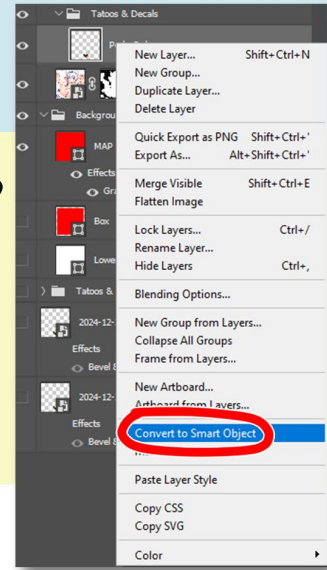 Tatoos & Decals
New Layer... Shift+Ctrl+N
New Group...
Duplicate Layer...
Delete Layer
Backgrou
Quick Export as PNG Shift+Ctrl+'
MAP
Export As... Alt+Shift+Ctrl+'
Effects
Merge Visible Shift+Ctrl+E
Gra
Flatten Image
Box
Lock Layers... Ctrl+/
Rename Layer...
Lowe
Hide Layers Ctrl+,
Tatoos &
Blending Options...
2024-12-
New Group from Layers...
Collapse All Groups
Effects
Frame from Layers...
Bevel &
New Artboard...
2024-12-
Artboard from Layers...
Effects
Convert to Smart Object
Bevel &
Paste Layer Style
Copy CSS
Copy SVG
Color